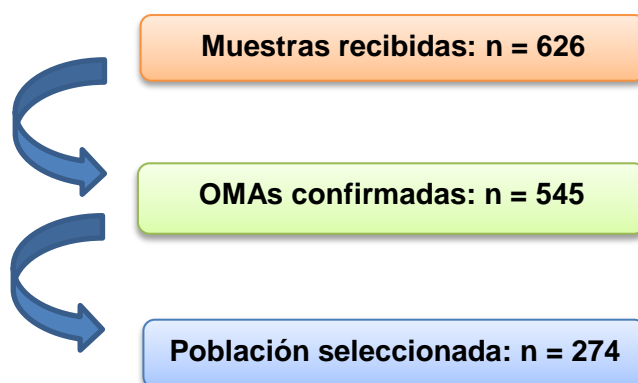 Muestras recibidas: n = 626
OMAs confirmadas: n = 545
Población seleccionada: n = 274